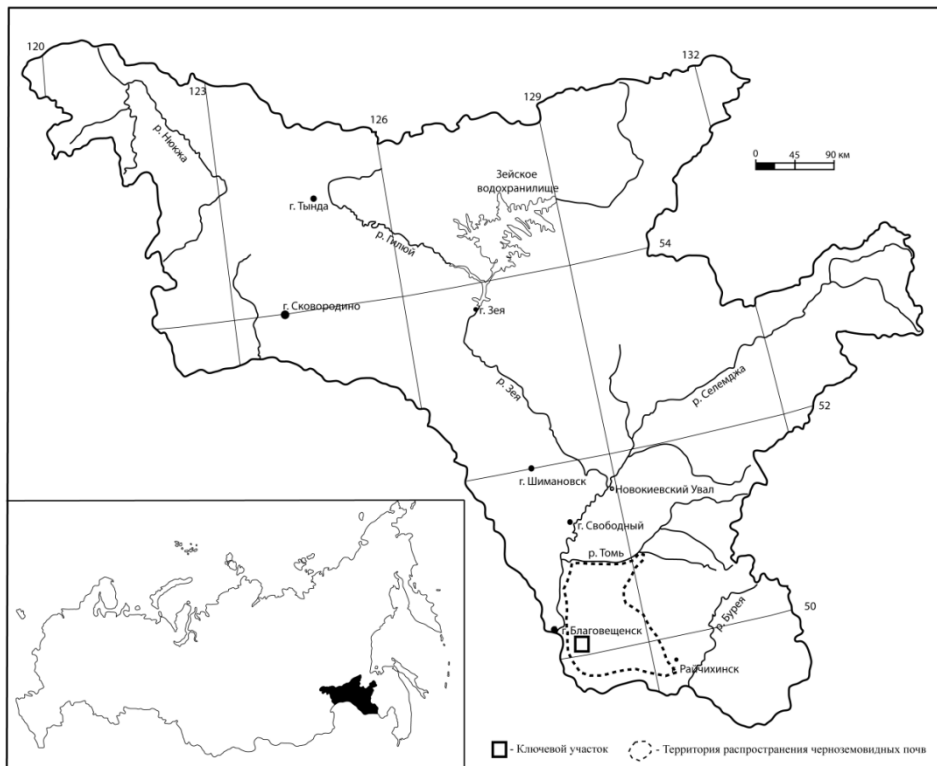 120
132
123
129
126
р. Нюкжа
0 45 90 км
Зейское
водохранилище
г. Тында
р. Гилюй
54
г. Сковородино
г. Зея
р. Зея
р. Селемджа
52
г. Шимановск
Новокиевский Увал
г. Свободный
р. Томь
р. Бурея
50
г. Благовещенск
Райчихинск
- Ключевой участок
- Территория распространения черноземовидных почв